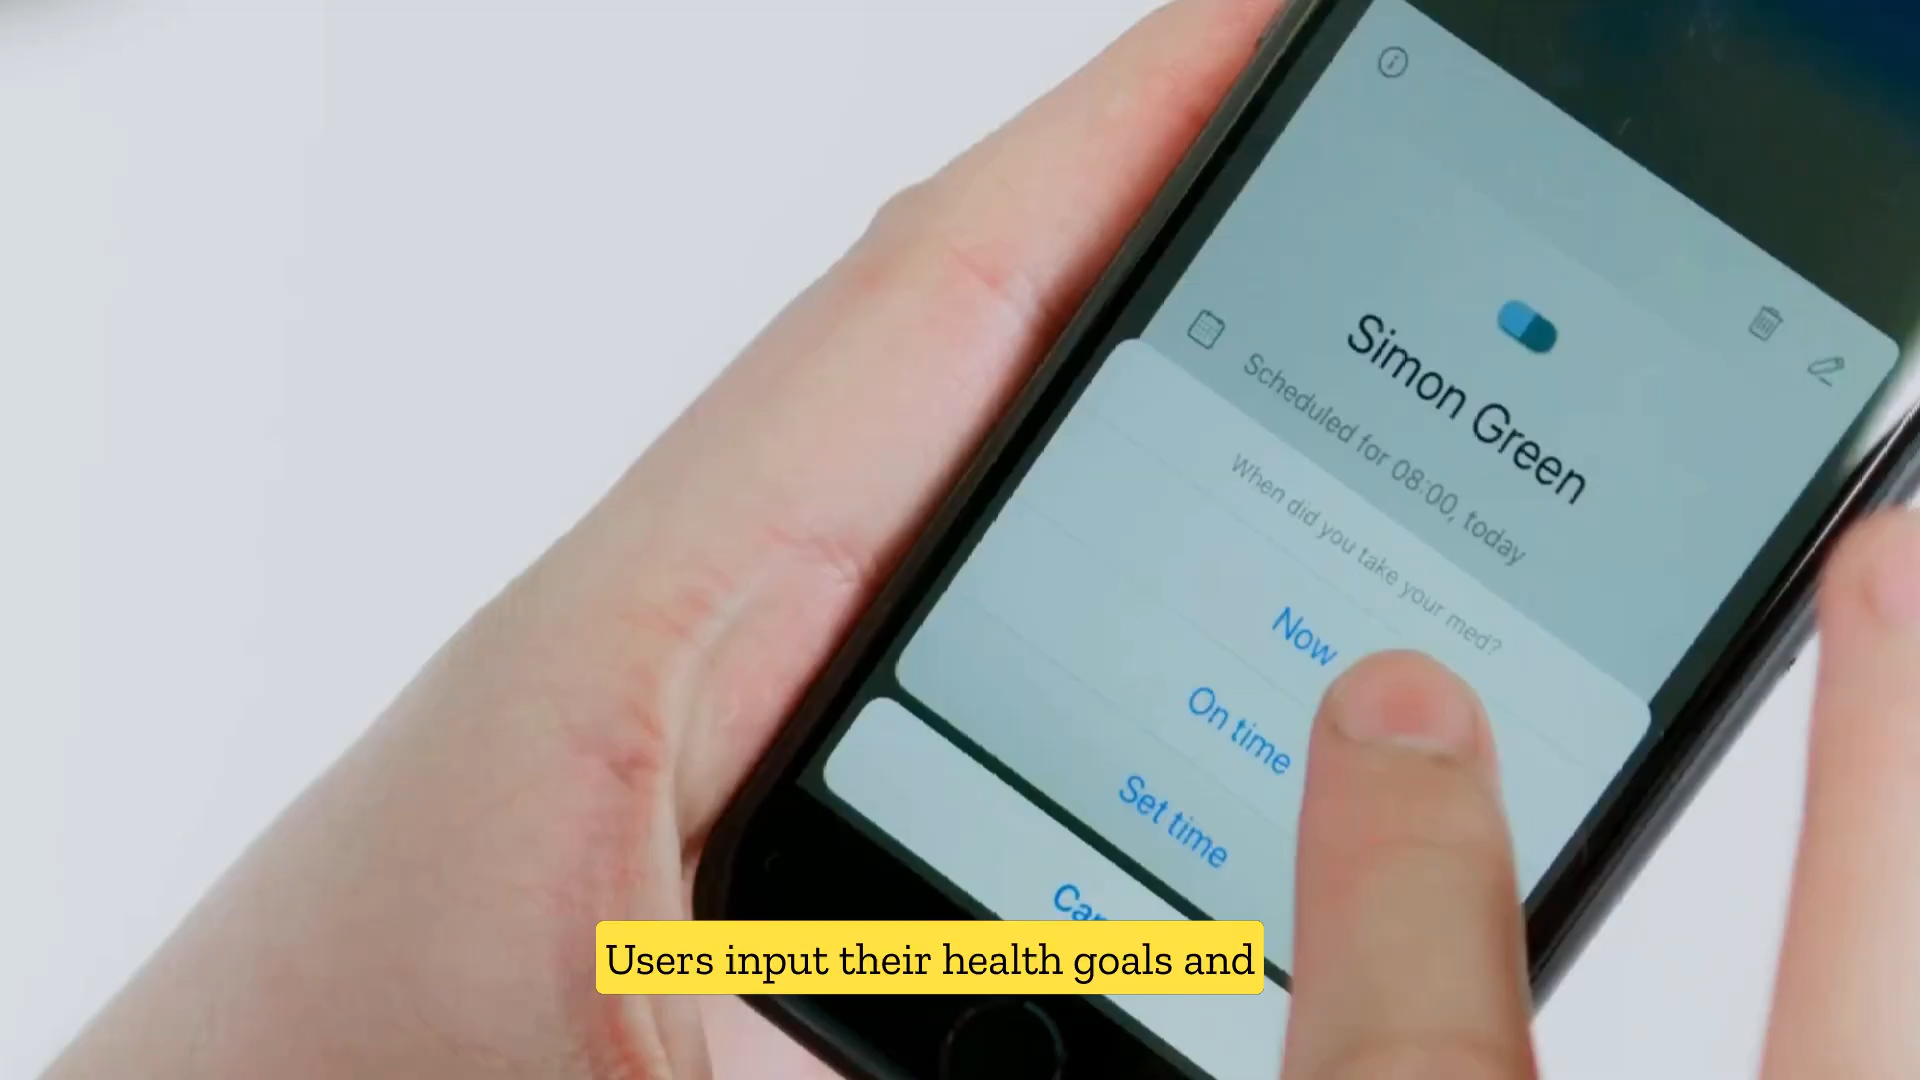 Simon Green
Scheduled for 08:00, today
When did you take your med?
Now
On time
Set time
Users input their health goals and